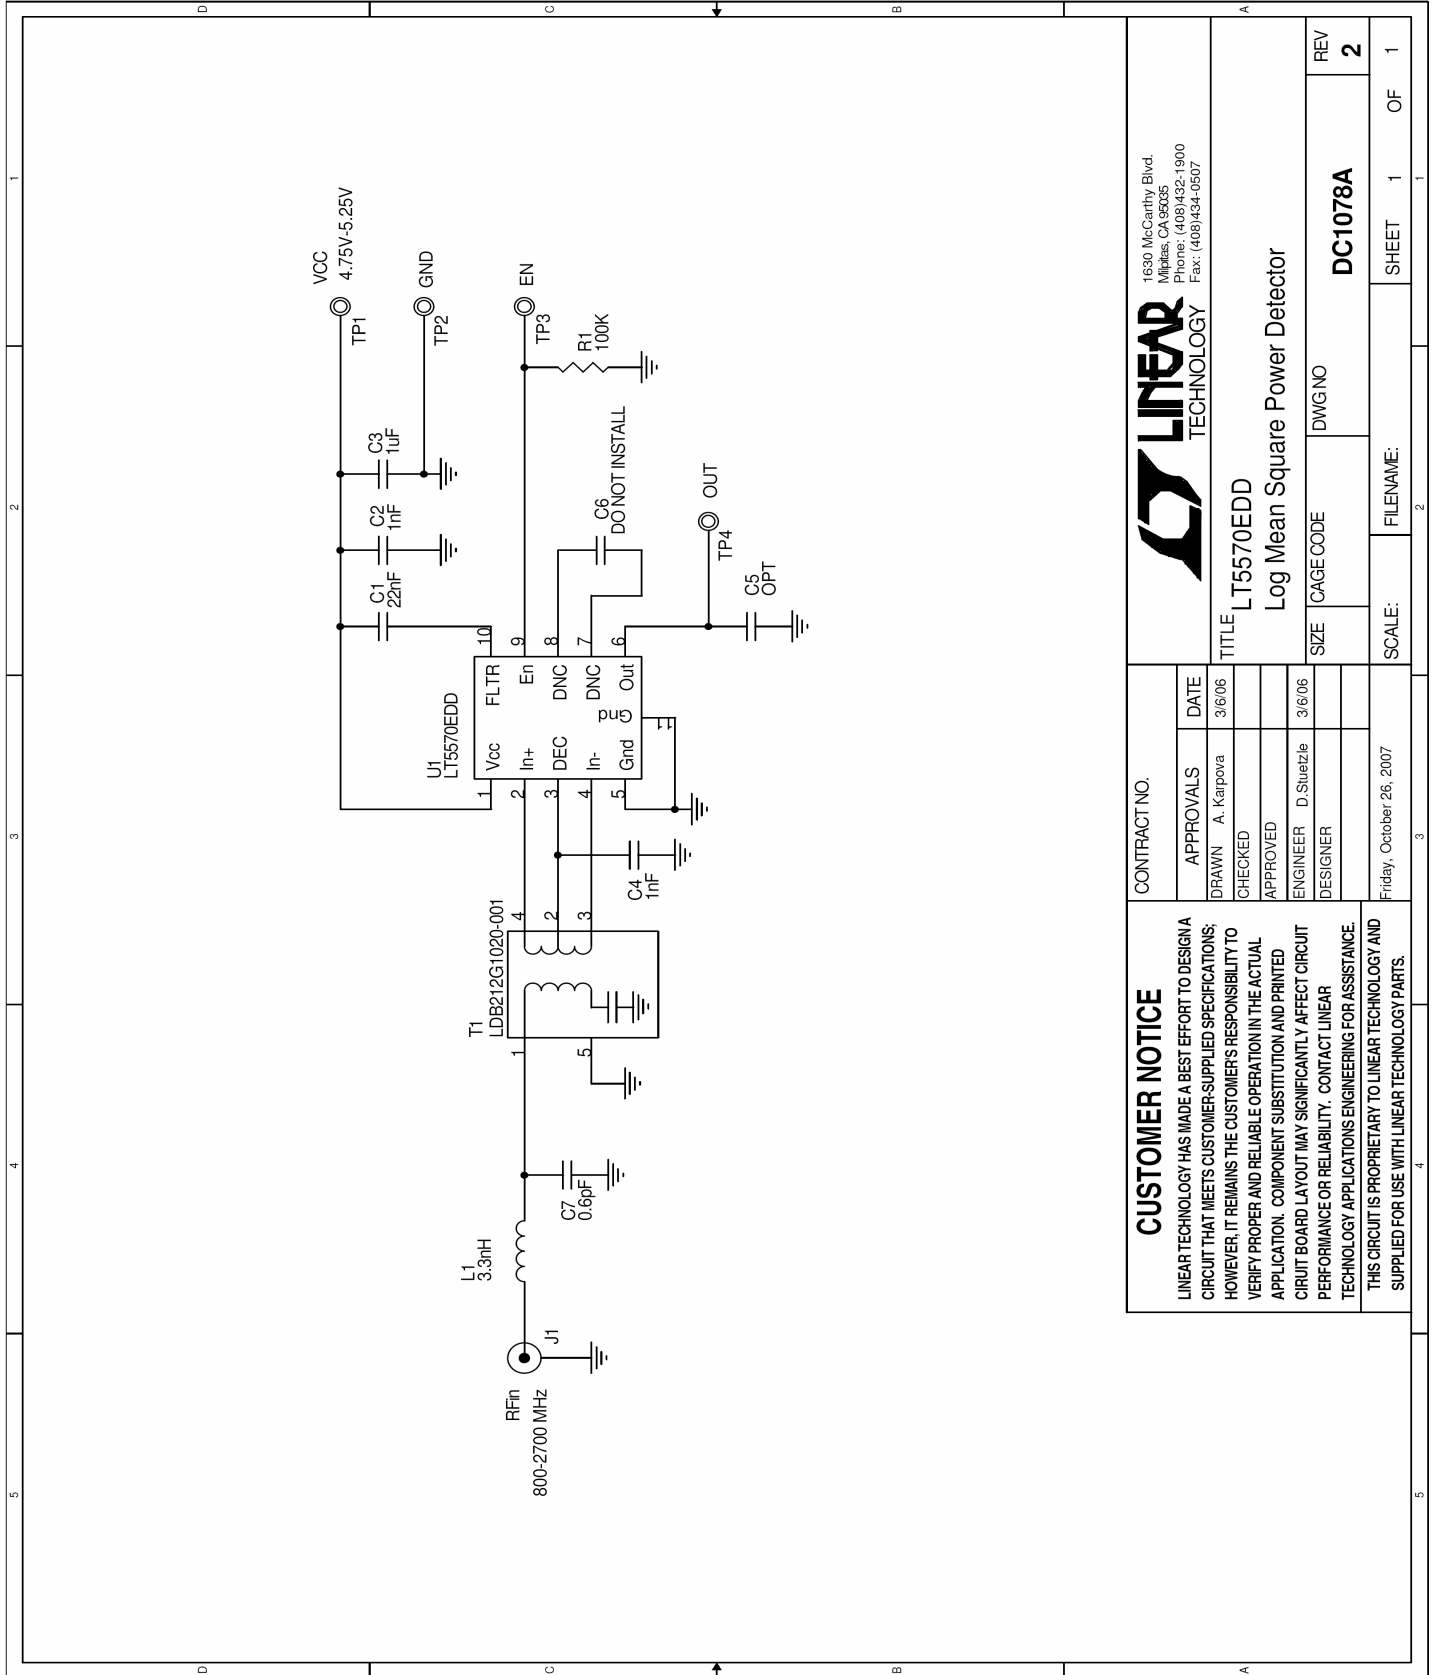 5
4
3
2
1
D
C
B
A
VCC
4.75V-5.25V
TP1
GND
TP2
C3
1uF
C2
1nF
C1
22nF
EN
TP3
R1
100K
C6
DO NOT INSTALL
OUT
TP4
C5
OPT
U1
LT5570EDD
1
Vcc
FLTR
10
2
In+
En
9
3
DEC
DNC
8
4
In-
DNC
7
5
Gnd
Gnd
Out
6
11
C4
1nF
T1
LDB212G1020-001
1
5
4
2
3
L1
3.3nH
C7
0.6pF
RFin
800-2700 MHz
J1
CUSTOMER NOTICE
LINEAR TECHNOLOGY HAS MADE A BEST EFFORT TO DESIGN A
CIRCUIT THAT MEETS CUSTOMER-SUPPLIED SPECIFICATIONS;
HOWEVER, IT REMAINS THE CUSTOMER'S RESPONSIBILITY TO
VERIFY PROPER AND RELIABLE OPERATION IN THE ACTUAL
APPLICATION. COMPONENT SUBSTITUTION AND PRINTED
CIRUIT BOARD LAYOUT MAY SIGNIFICANTLY AFFECT CIRCUIT
PERFORMANCE OR RELIABILITY. CONTACT LINEAR
TECHNOLOGY APPLICATIONS ENGINEERING FOR ASSISTANCE.
THIS CIRCUIT IS PROPRIETARY TO LINEAR TECHNOLOGY AND
SUPPLIED FOR USE WITH LINEAR TECHNOLOGY PARTS.
CONTRACT NO.
APPROVALS DATE
DRAWN A. Karpova 3/6/06
CHECKED
APPROVED
ENGINEER D.Stuetzle 3/6/06
DESIGNER
Friday, October 26, 2007
LINEAR
TECHNOLOGY
1630 McCarthy Blvd.
Milpitas, CA 95035
Phone: (408)432-1900
Fax: (408)434-0507
TITLE
LT5570EDD
Log Mean Square Power Detector
SIZE
CAGE CODE
DWG NO
DC1078A
REV
2
SCALE:
FILENAME:
SHEET 1 OF 1
5
4
3
2
1
D
C
B
A